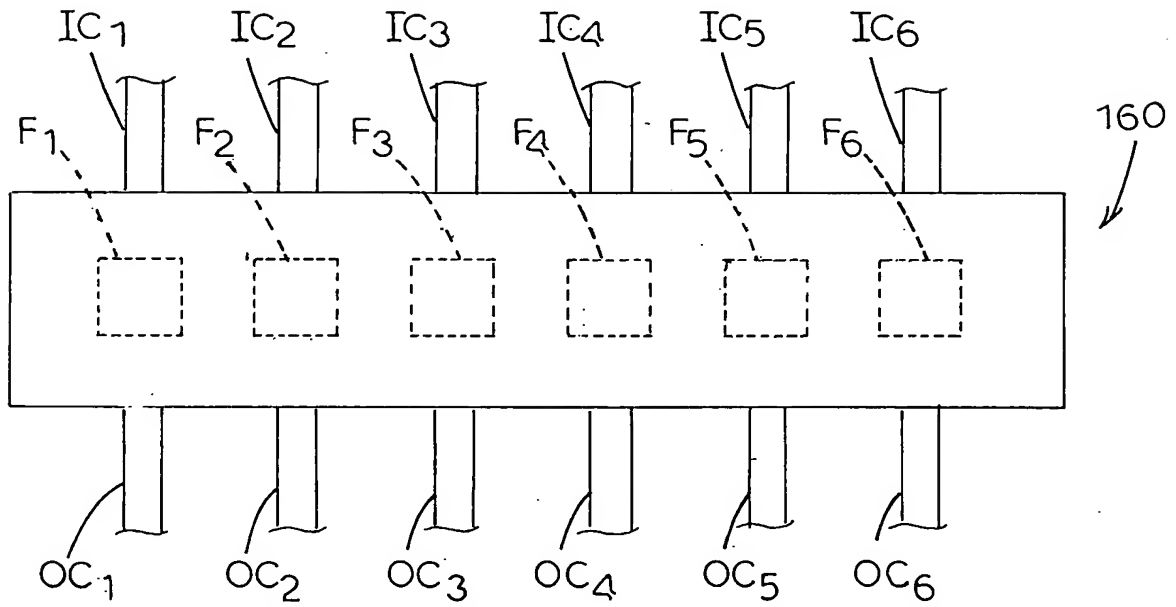 IC1 IC2 IC3 IC4 IC5 IC6
160
F1 F2 F3 F4 F5 F6
OC1 OC2 OC3 OC4 OC5 OC6